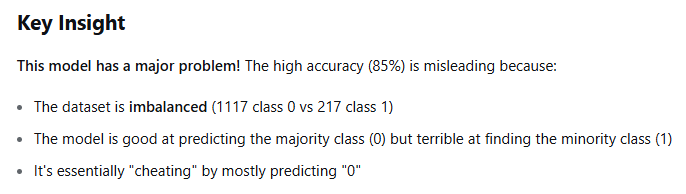 Key Insight
This model has a major problem! The high accuracy (85%) is misleading because:
• The dataset is imbalanced (1117 class 0 vs 217 class 1)
• The model is good at predicting the majority class (0) but terrible at finding the minority class (1)
• It's essentially "cheating" by mostly predicting "0"